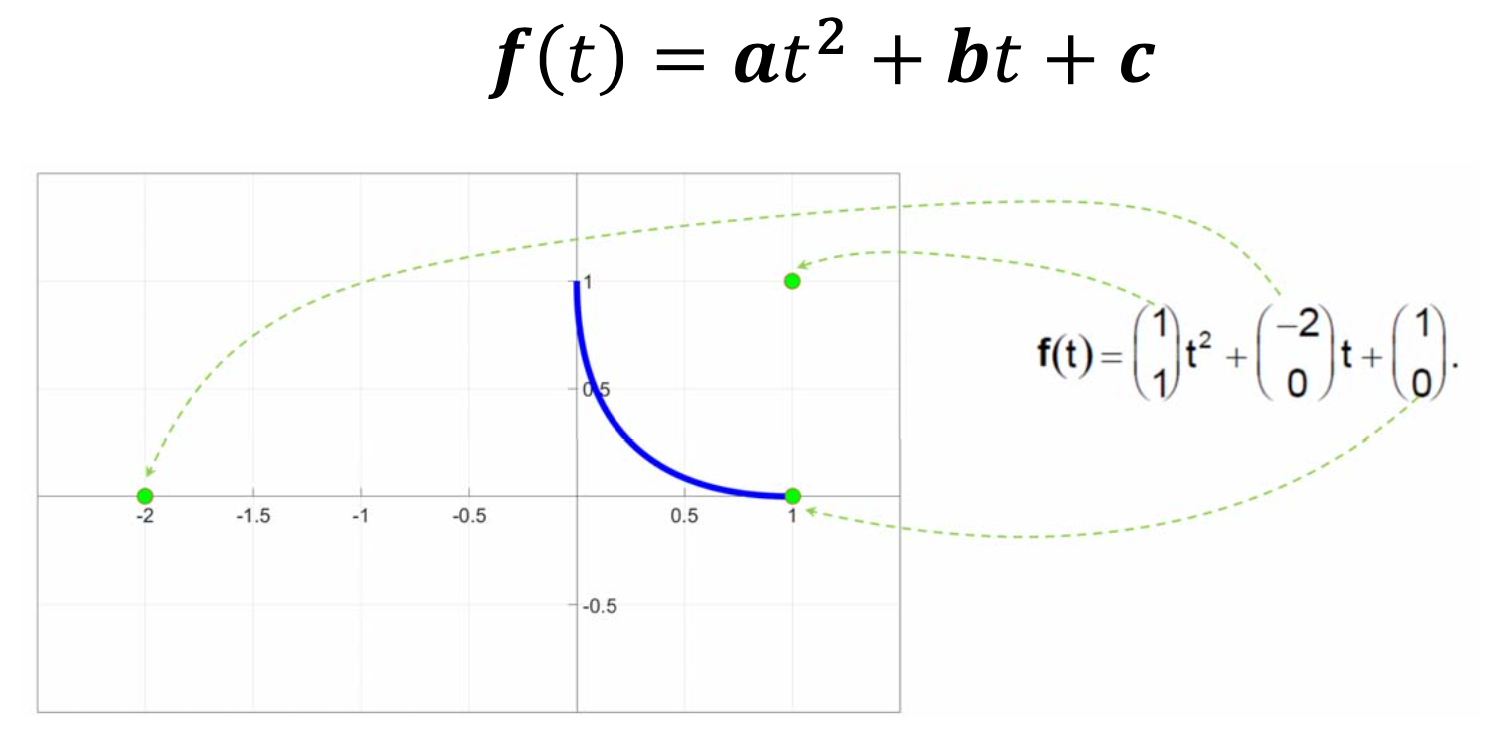 f(t) = at² + bt + c
1
0.5
-2 -1.5 -1 -0.5 0.5 1
-0.5
f(t) = (1 1) t² + (−2 0) t + (1 0).